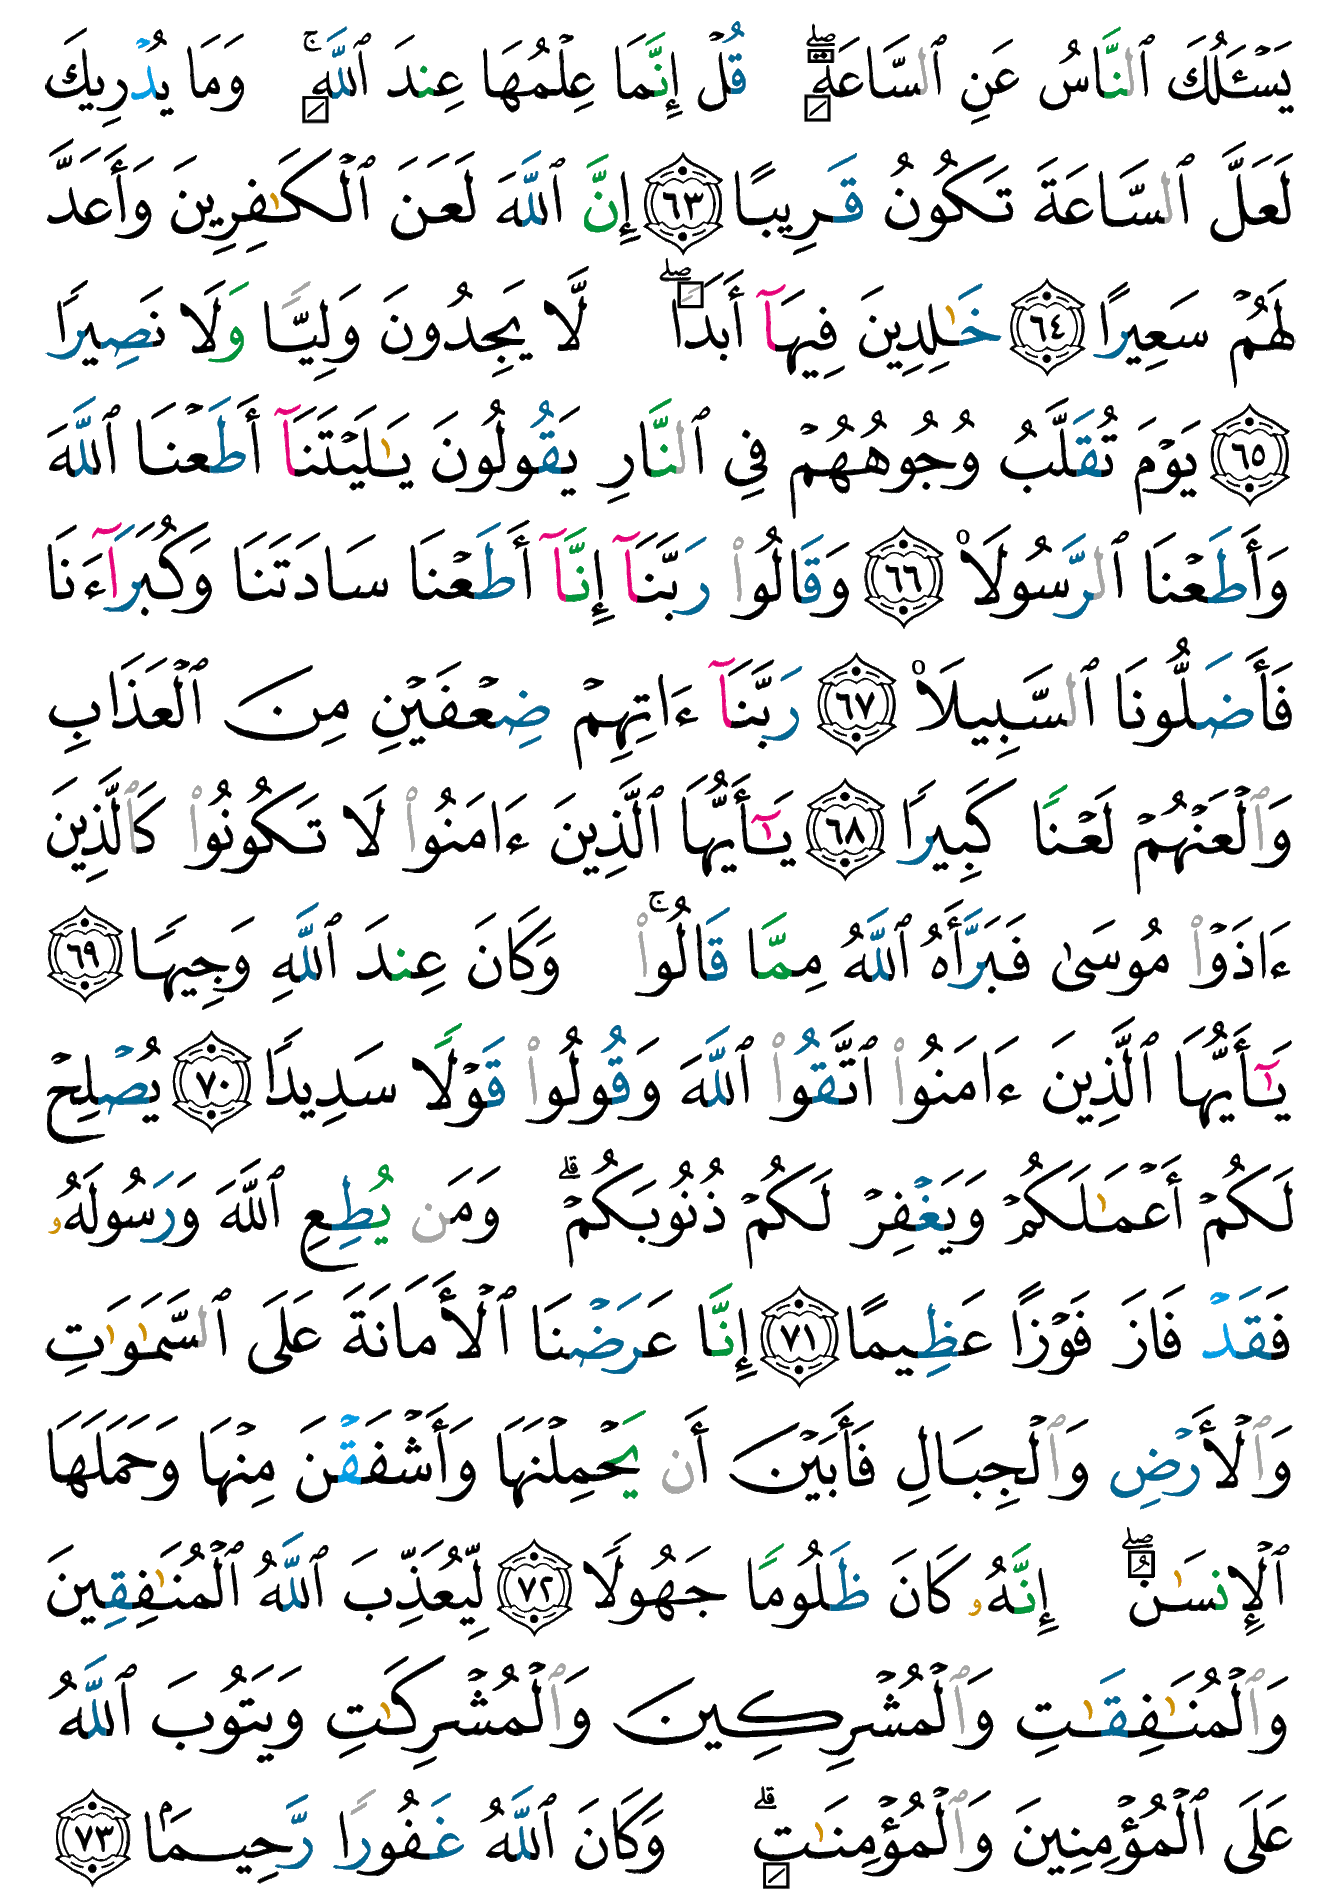 يَسْـَٔلُكَ ٱلنَّاسُ عَنِ ٱلسَّاعَةِ ۖ قُلْ إِنَّمَا عِلْمُهَا عِندَ ٱللَّهِ ۚ وَمَا يُدْرِيكَ
لَعَلَّ ٱلسَّاعَةَ تَكُونُ قَرِيبًا ٦٣ إِنَّ ٱللَّهَ لَعَنَ ٱلْكَـٰفِرِينَ وَأَعَدَّ
لَهُمْ سَعِيرًا ٦٤ خَـٰلِدِينَ فِيهَآ أَبَدًا ۖ لَّا يَجِدُونَ وَلِيًّا وَلَا نَصِيرًا
٦٥ يَوْمَ تُقَلَّبُ وُجُوهُهُمْ فِي ٱلنَّارِ يَقُولُونَ يَـٰلَيْتَنَآ أَطَعْنَا ٱللَّهَ
وَأَطَعْنَا ٱلرَّسُولَا۠ ٦٦ وَقَالُوا۟ رَبَّنَآ إِنَّآ أَطَعْنَا سَادَتَنَا وَكُبَرَآءَنَا
فَأَضَلُّونَا ٱلسَّبِيلَا۠ ٦٧ رَبَّنَآ ءَاتِهِمْ ضِعْفَيْنِ مِنَ ٱلْعَذَابِ
وَٱلْعَنْهُمْ لَعْنًا كَبِيرًا ٦٨ يَـٰٓأَيُّهَا ٱلَّذِينَ ءَامَنُوا۟ لَا تَكُونُوا۟ كَٱلَّذِينَ
ءَاذَوْا۟ مُوسَىٰ فَبَرَّأَهُ ٱللَّهُ مِمَّا قَالُوا۟ ۚ وَكَانَ عِندَ ٱللَّهِ وَجِيهًا ٦٩
يَـٰٓأَيُّهَا ٱلَّذِينَ ءَامَنُوا۟ ٱتَّقُوا۟ ٱللَّهَ وَقُولُوا۟ قَوْلًا سَدِيدًا ٧٠ يُصْلِحْ
لَكُمْ أَعْمَـٰلَكُمْ وَيَغْفِرْ لَكُمْ ذُنُوبَكُمْ ۗ وَمَن يُطِعِ ٱللَّهَ وَرَسُولَهُۥ
فَقَدْ فَازَ فَوْزًا عَظِيمًا ٧١ إِنَّا عَرَضْنَا ٱلْأَمَانَةَ عَلَى ٱلسَّمَـٰوَٰتِ
وَٱلْأَرْضِ وَٱلْجِبَالِ فَأَبَيْنَ أَن يَحْمِلْنَهَا وَأَشْفَقْنَ مِنْهَا وَحَمَلَهَا
ٱلْإِنسَـٰنُ ۖ إِنَّهُۥ كَانَ ظَلُومًا جَهُولًا ٧٢ لِّيُعَذِّبَ ٱللَّهُ ٱلْمُنَـٰفِقِينَ
وَٱلْمُنَـٰفِقَـٰتِ وَٱلْمُشْرِكِينَ وَٱلْمُشْرِكَـٰتِ وَيَتُوبَ ٱللَّهُ
عَلَى ٱلْمُؤْمِنِينَ وَٱلْمُؤْمِنَـٰتِ ۗ وَكَانَ ٱللَّهُ غَفُورًا رَّحِيمًۢا ٧٣